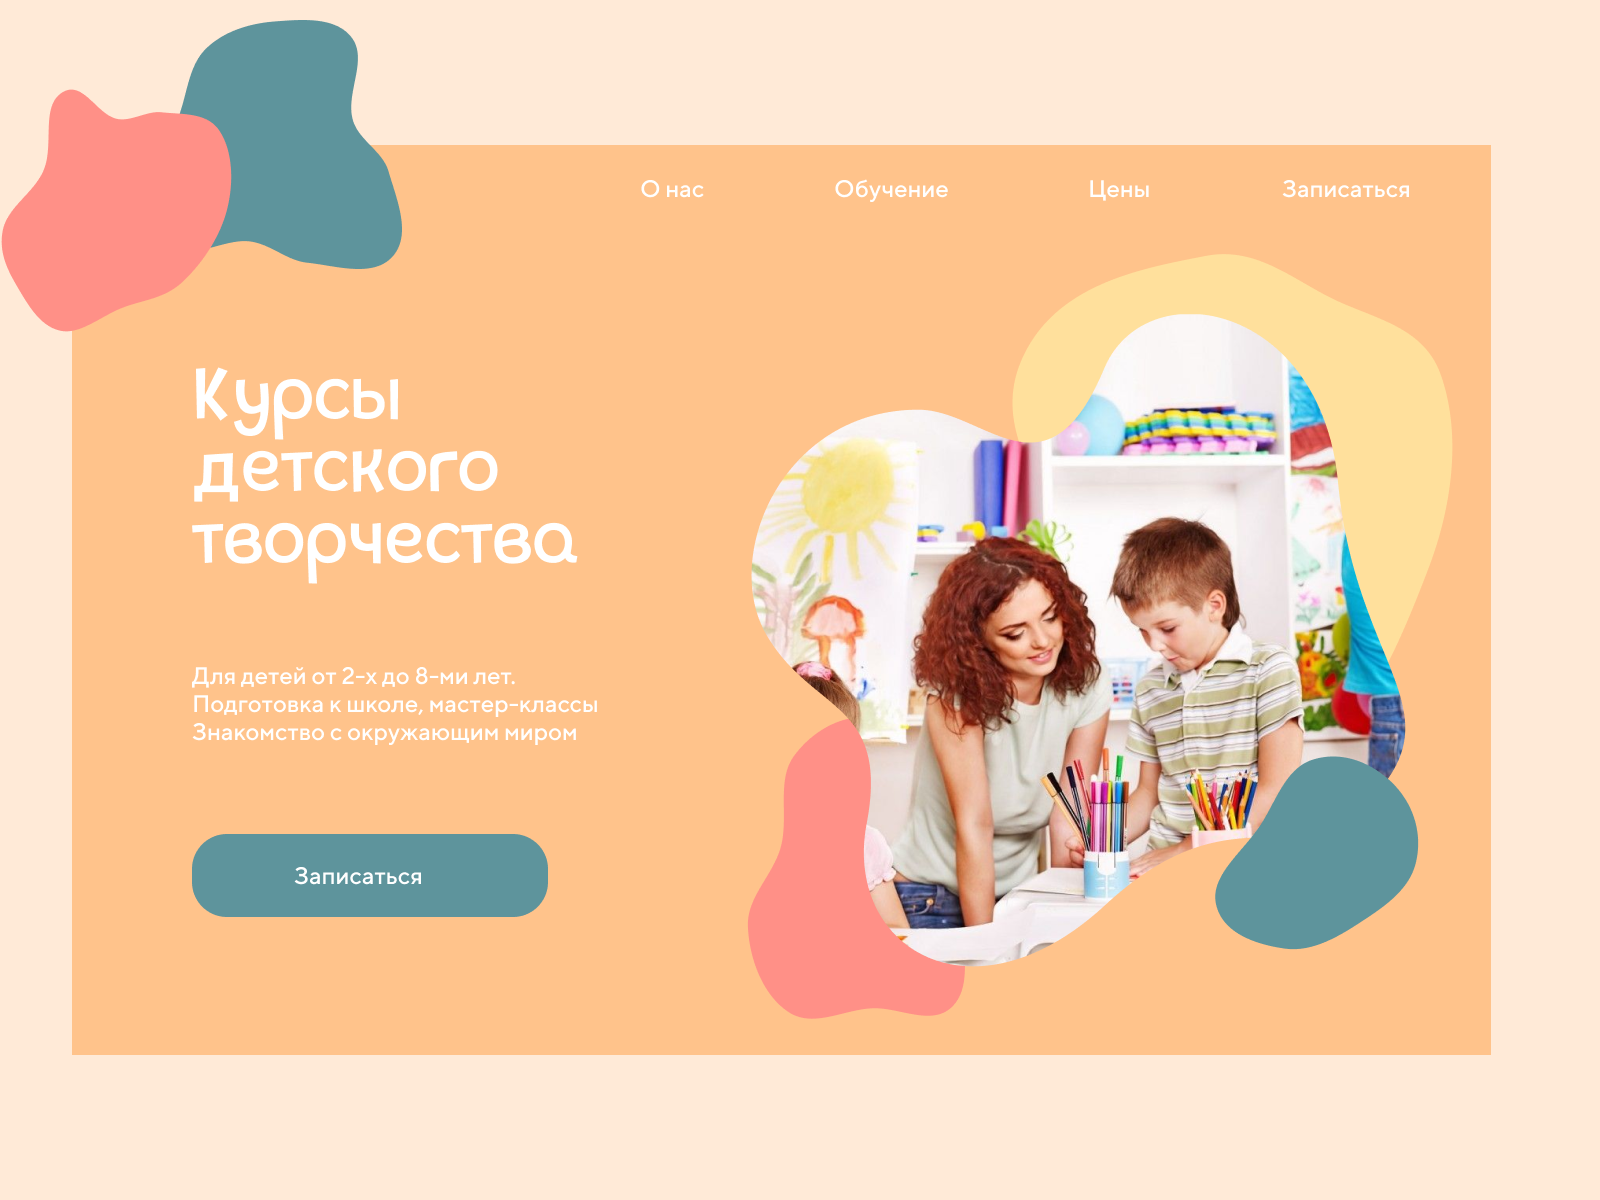 О нас
Обучение
Цены
Записаться
Курсы
детского
творчества
Для детей от 2-х до 8-ми лет.
Подготовка к школе, мастер-классы
Знакомство с окружающим миром
Записаться